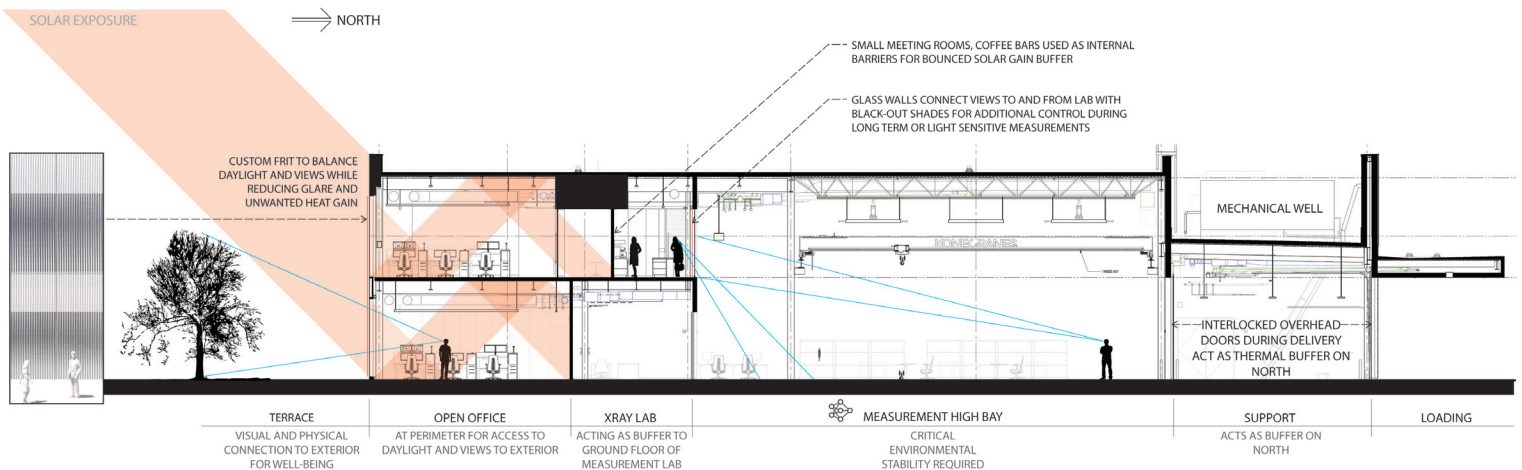 SOLAR EXPOSURE
NORTH
SMALL MEETING ROOMS, COFFEE BARS USED AS INTERNAL
BARRIERS FOR BOUNCED SOLAR GAIN BUFFER
GLASS WALLS CONNECT VIEWS TO AND FROM LAB WITH
BLACK-OUT SHADES FOR ADDITIONAL CONTROL DURING
LONG TERM OR LIGHT SENSITIVE MEASUREMENTS
CUSTOM FRIT TO BALANCE
DAYLIGHT AND VIEWS WHILE
REDUCING GLARE AND
UNWANTED HEAT GAIN
MECHANICAL WELL
KONECRANES
INTERLOCKED OVERHEAD
DOORS DURING DELIVERY
ACT AS THERMAL BUFFER ON
NORTH
TERRACE
VISUAL AND PHYSICAL
CONNECTION TO EXTERIOR
FOR WELL-BEING
OPEN OFFICE
AT PERIMETER FOR ACCESS TO
DAYLIGHT AND VIEWS TO EXTERIOR
XRAY LAB
ACTING AS BUFFER TO
GROUND FLOOR OF
MEASUREMENT LAB
MEASUREMENT HIGH BAY
CRITICAL
ENVIRONMENTAL
STABILITY REQUIRED
SUPPORT
ACTS AS BUFFER ON
NORTH
LOADING